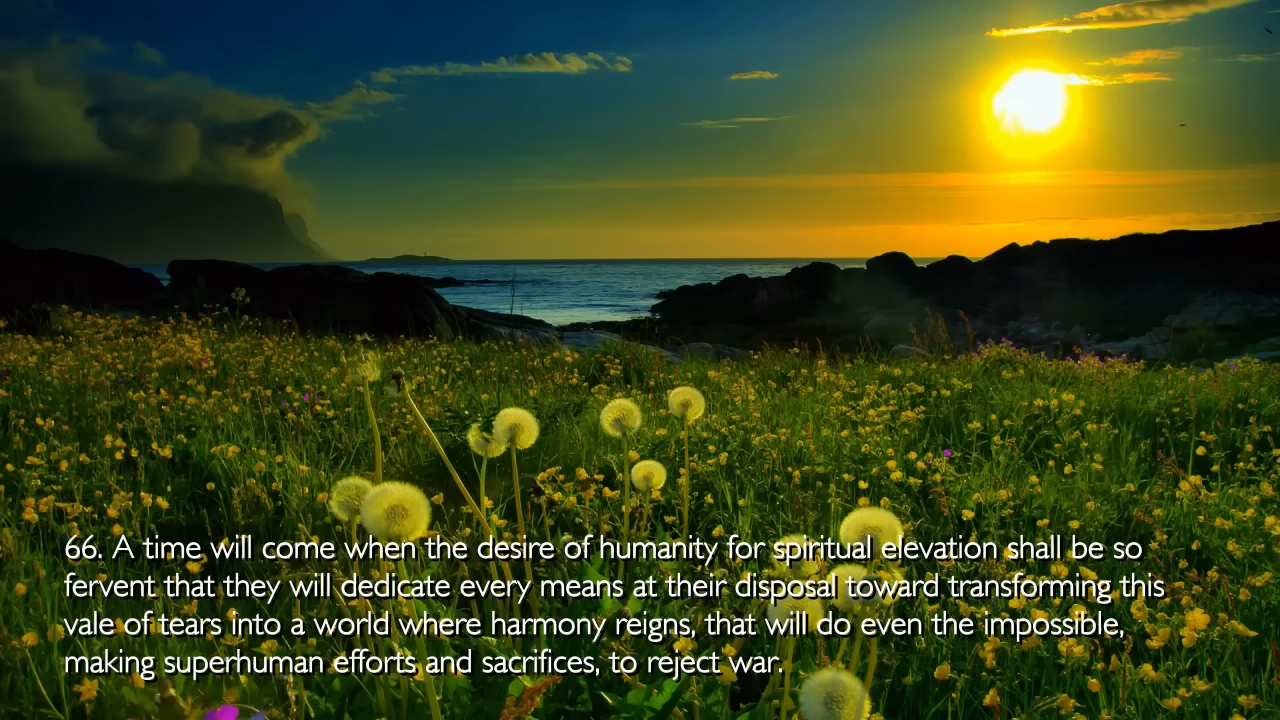 66. A time will come when the desire of humanity for spiritual elevation shall be so
fervent that they will dedicate every means at their disposal toward transforming this
vale of tears into a world where harmony reigns, that will do even the impossible,
making superhuman efforts and sacrifices, to reject war.